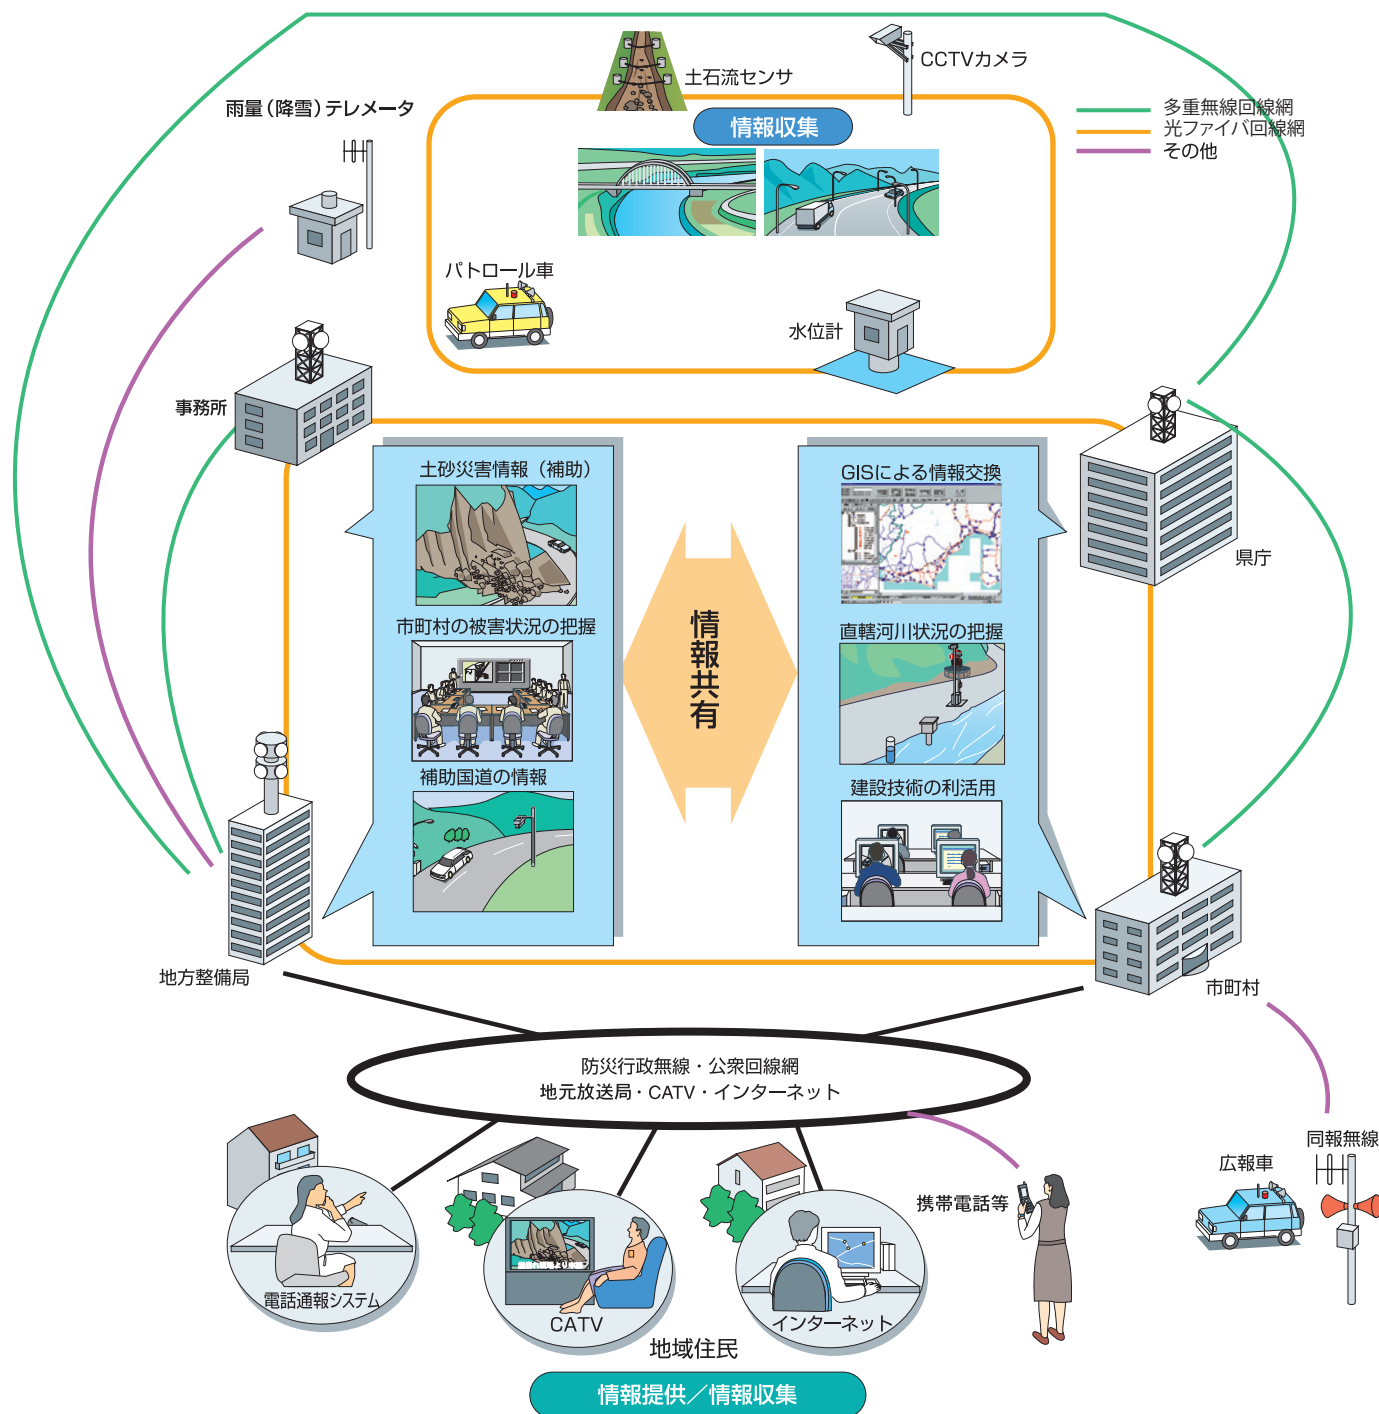 土石流センサ
CCTVカメラ
雨量(降雪)テレメータ
情報収集
多重無線回線網
光ファイバ回線網
その他
パトロール車
水位計
事務所
県庁
土砂災害情報(補助)
市町村の被害状況の把握
補助国道の情報
情報共有
GISによる情報交換
直轄河川状況の把握
建設技術の利活用
地方整備局
市町村
防災行政無線・公衆回線網
地元放送局・CATV・インターネット
電話通報システム
CATV
インターネット
携帯電話等
広報車
同報無線
地域住民
情報提供/情報収集